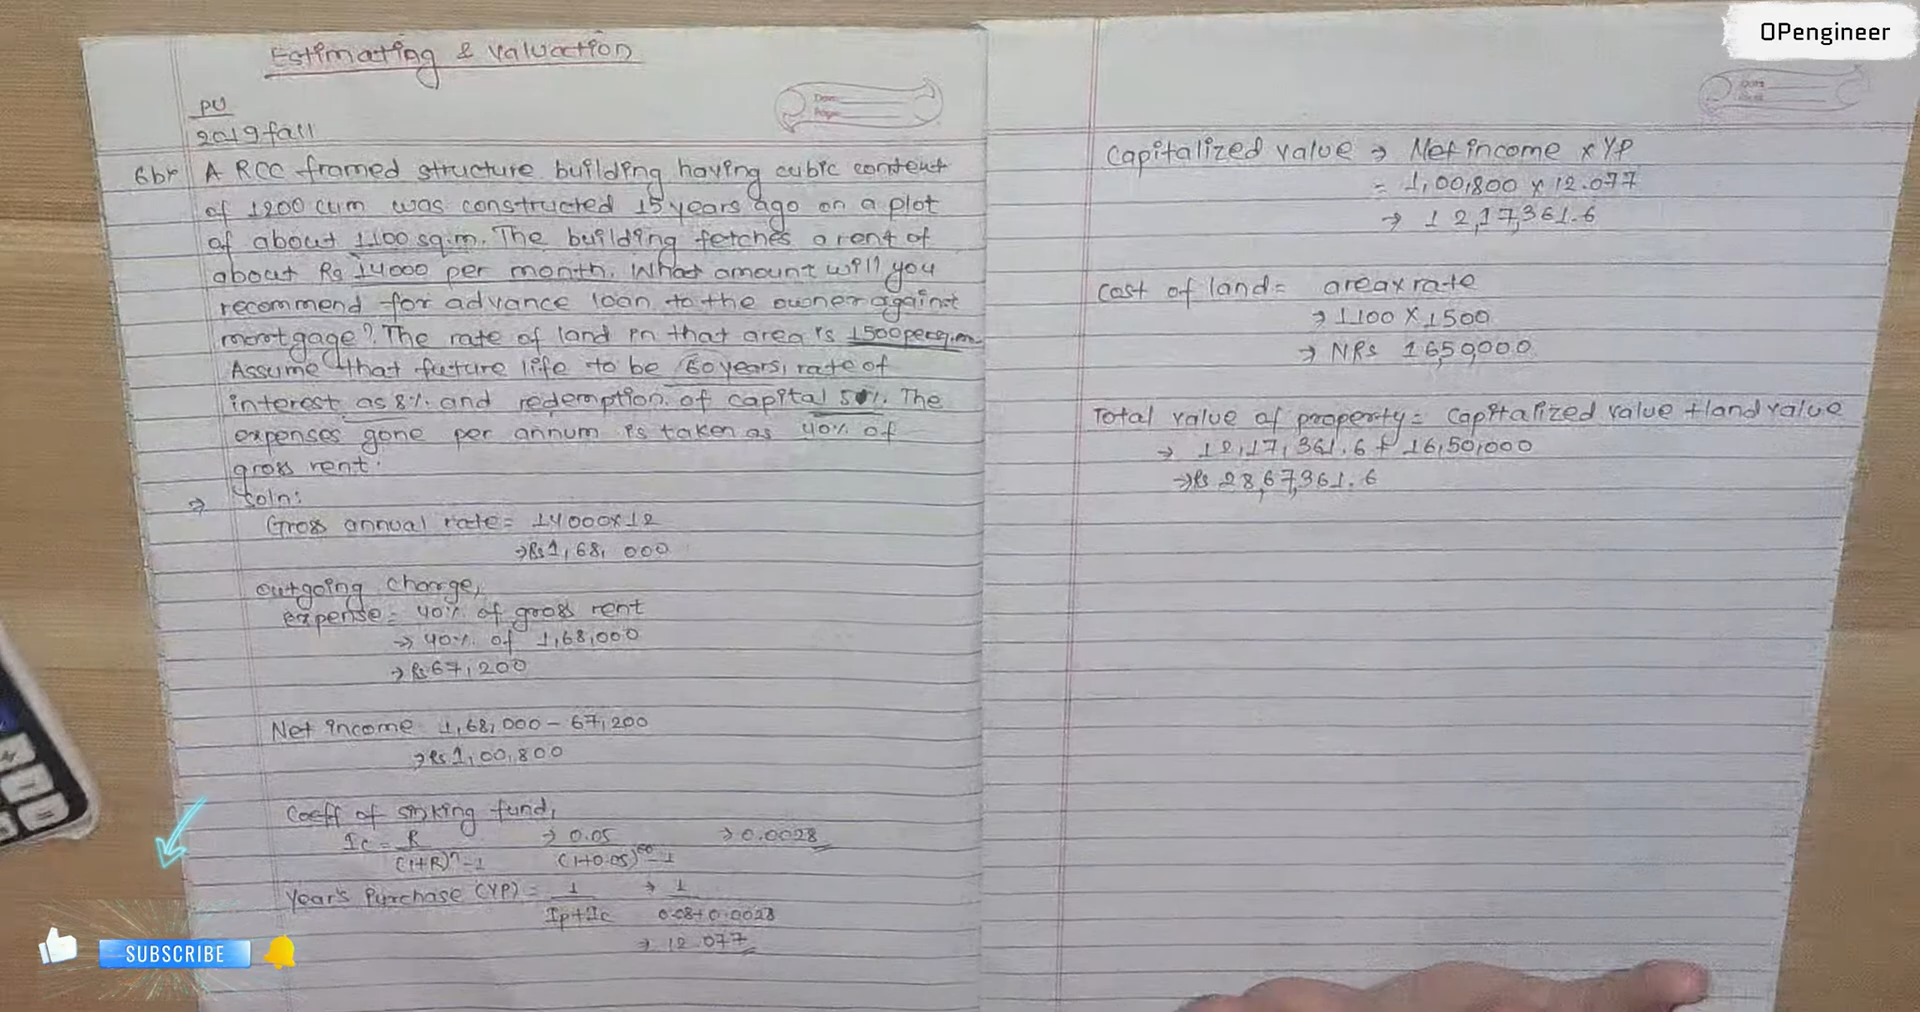 OPengineer
Estimating & Valuation
PU
2019 fall
6b) A RCC framed structure building having cubic content
of 1200 cum was constructed 15 years ago on a plot
of about 1100 sq.m. The building fetches a rent of
about Rs 14000 per month. What amount will you
recommend for advance loan to the owner against
mortgage? The rate of land in that area is 1500 persq.m.
Assume that future life to be 60 years, rate of
interest as 8% and redemption of capital 5%. The
expenses gone per annum is taken as 40% of
gross rent.
⇒ Soln:
Gross annual rate = 14000×12
⇒ Rs 1,68,000
outgoing charge,
expense = 40% of gross rent
⇒ 40% of 1,68,000
⇒ Rs 67,200
Net income 1,68,000 - 67,200
⇒ Rs 1,00,800
Coeff of sinking fund,
Ic = R / (1+R)ⁿ-1 ⇒ 0.05 / (1+0.05)⁶⁰-1 ⇒ 0.0028
Year's Purchase (YP) = 1 / Ip+Ic ⇒ 1 / 0.08+0.0028
⇒ 12.077
SUBSCRIBE
Capitalized value ⇒ Net income × YP
= 1,00,800 × 12.077
⇒ 12,17,361.6
Cost of land = area×rate
⇒ 1100 × 1500
⇒ NRs 1650,000
Total value of property = Capitalized value + land value
⇒ 12,17,361.6 + 16,50,000
⇒ Rs 28,67,361.6